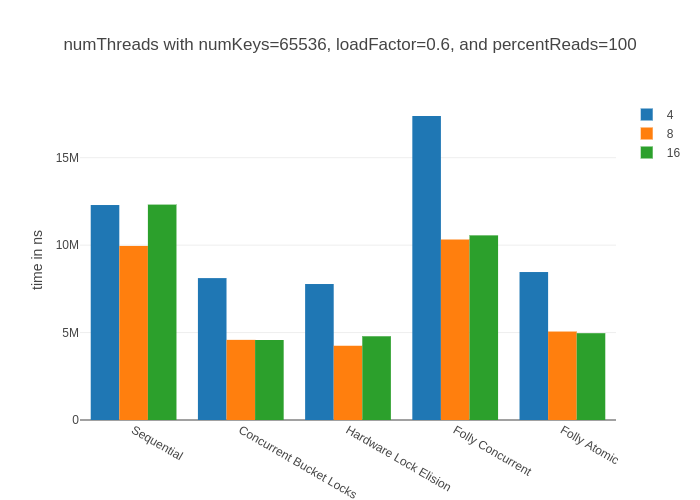 numThreads with numKeys=65536, loadFactor=0.6, and percentReads=100
4
8
16
time in ns
15M
10M
5M
0
Sequential
Concurrent Bucket Locks
Hardware Lock Elision
Folly Concurrent
Folly Atomic